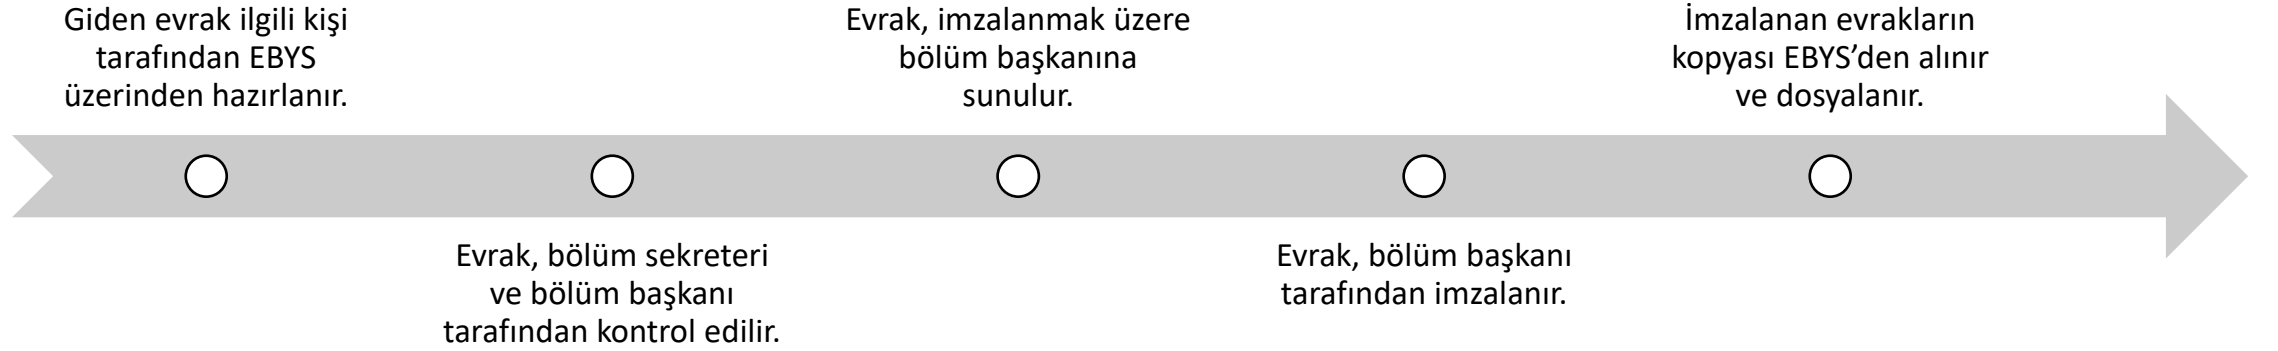 Giden evrak ilgili kişi
tarafından EBYS
üzerinden hazırlanır.
Evrak, bölüm sekreteri
ve bölüm başkanı
tarafından kontrol edilir.
Evrak, imzalanmak üzere
bölüm başkanına
sunulur.
Evrak, bölüm başkanı
tarafından imzalanır.
İmzalanan evrakların
kopyası EBYS’den alınır
ve dosyalanır.